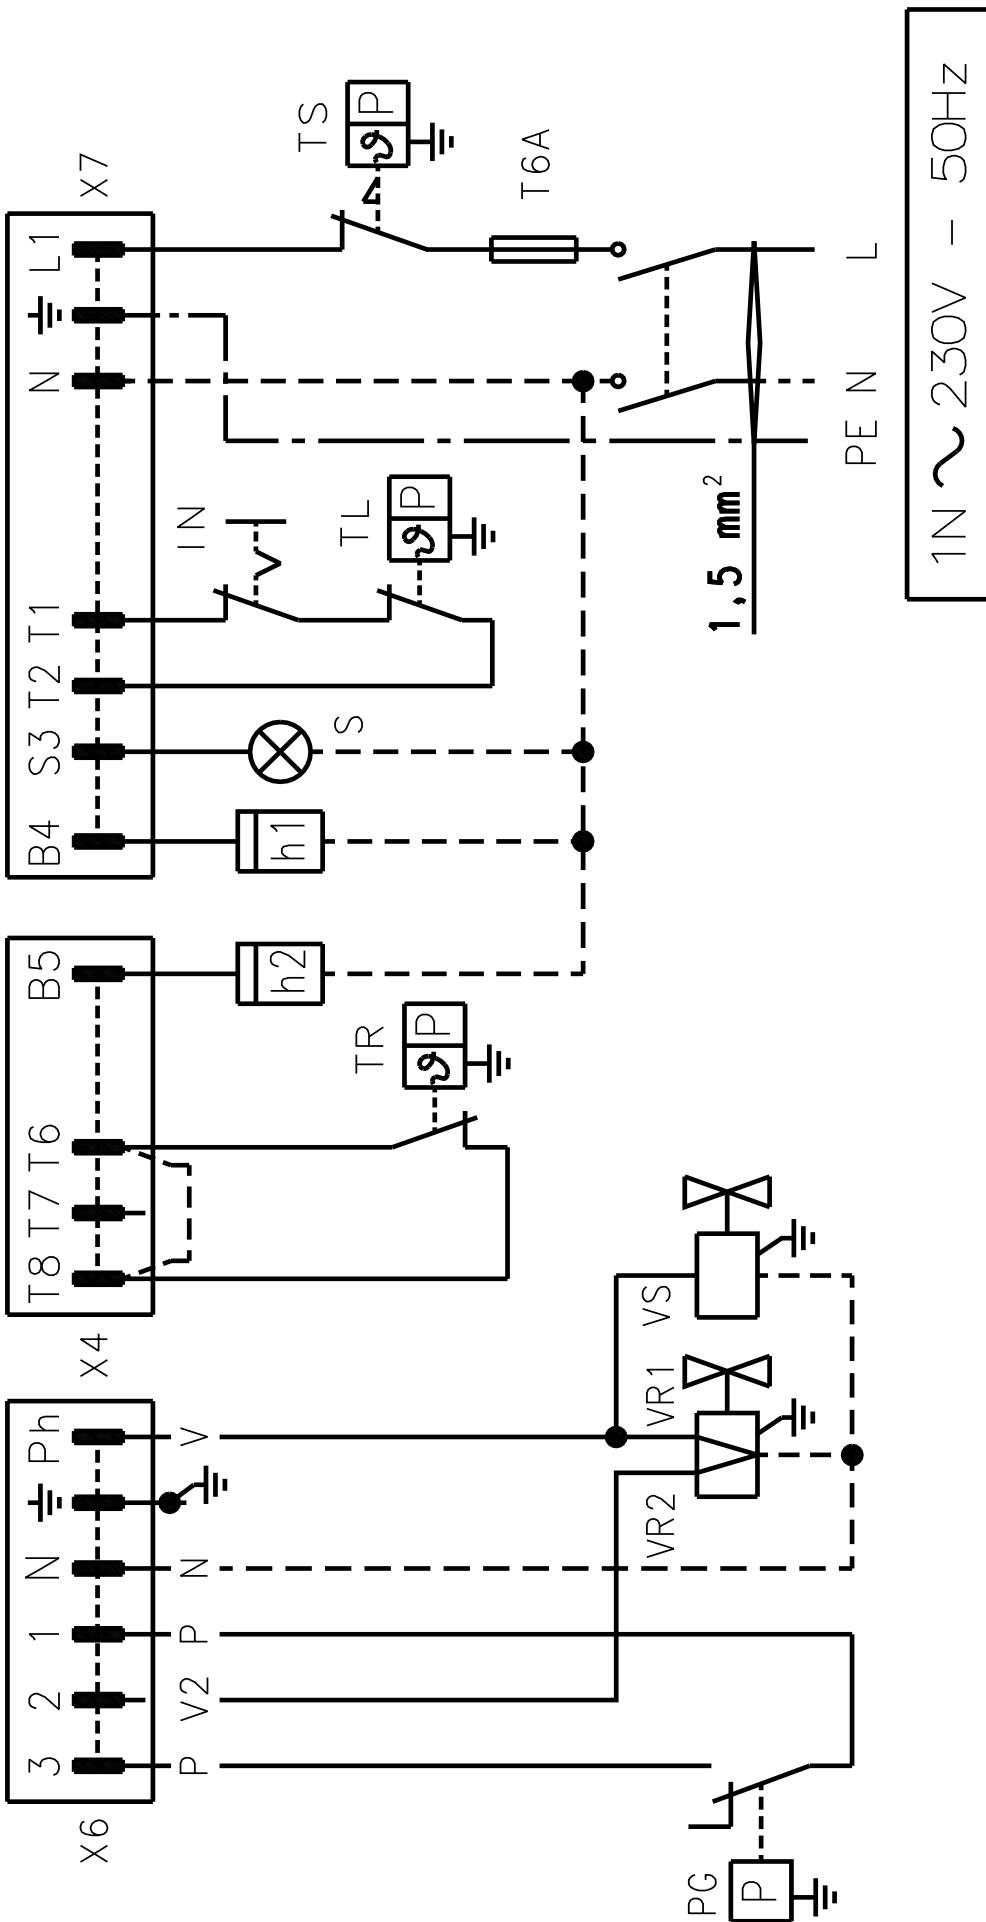 X6
3
2
1
N
Ph
X4
T8
T7
T6
B5
B4
S3
T2
T1
N
L1
X7
P
V2
P
N
V
h2
h1
IN
TS
P
S
TR
P
TL
P
T6A
PG
P
VR2
VR1
VS
1,5 mm²
PE
N
L
1N ~ 230V - 50Hz